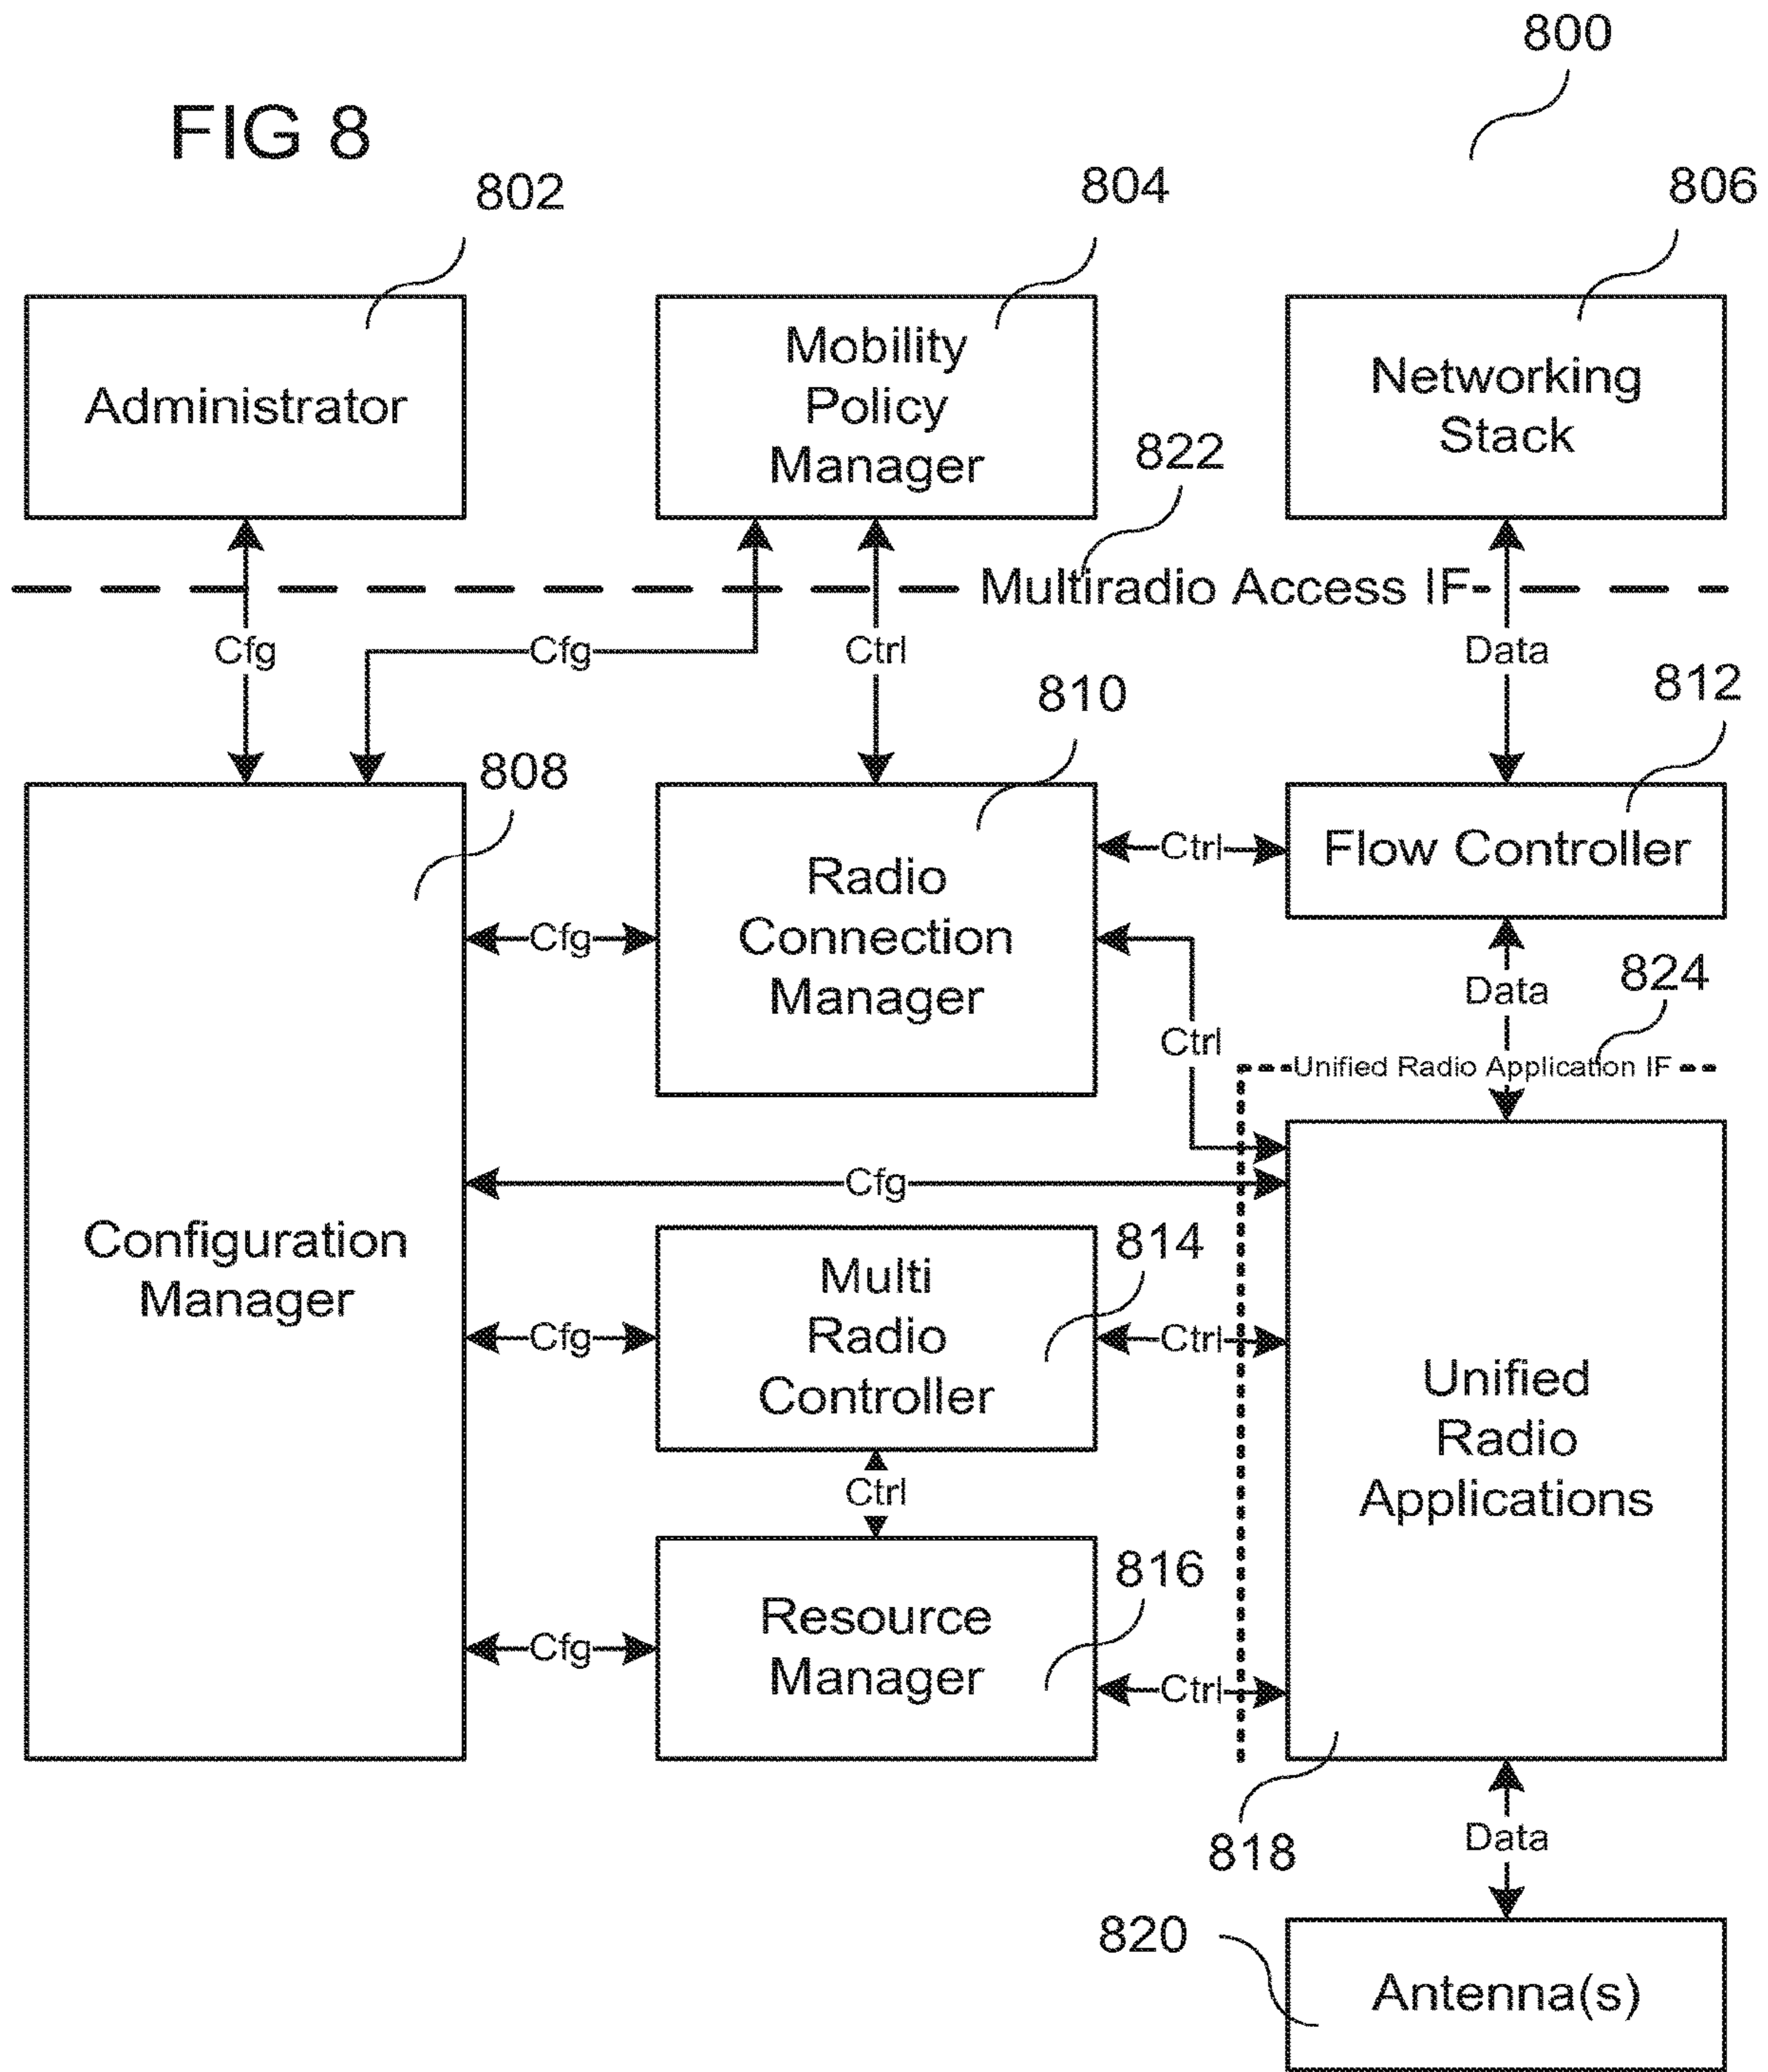 800
FIG 8
802
804
806
Administrator
Mobility
Policy
Manager
Networking
Stack
822
Multiradio Access IF
Cfg
Cfg
Ctrl
Data
808
810
812
Radio
Connection
Manager
Ctrl
Flow Controller
Cfg
Data
824
Ctrl
Unified Radio Application IF
Cfg
Configuration
Manager
814
Multi
Radio
Controller
Cfg
Ctrl
Unified
Radio
Applications
Ctrl
816
Resource
Manager
Cfg
Ctrl
818
Data
820
Antenna(s)